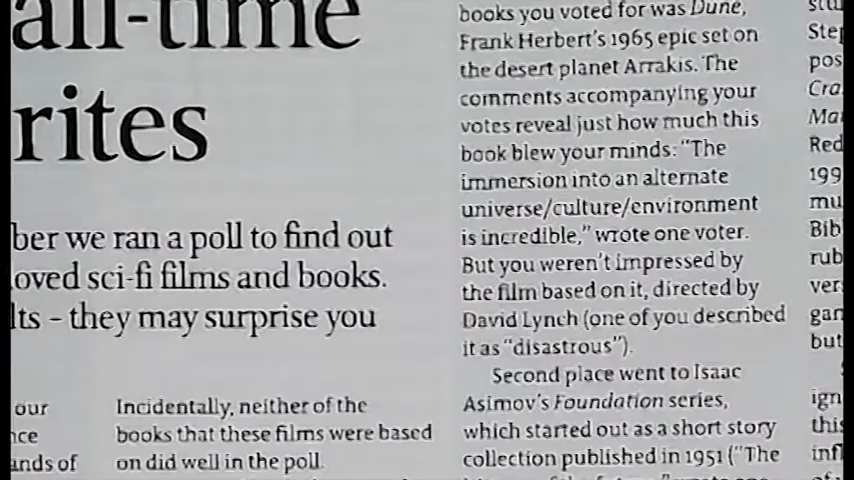 all-time
rites
ber we ran a poll to find out
oved sci-fi films and books.
lts – they may surprise you
our
nce
ands of
Incidentally, neither of the
books that these films were based
on did well in the poll.
books you voted for was Dune,
Frank Herbert's 1965 epic set on
the desert planet Arrakis. The
comments accompanying your
votes reveal just how much this
book blew your minds: "The
immersion into an alternate
universe/culture/environment
is incredible," wrote one voter.
But you weren't impressed by
the film based on it, directed by
David Lynch (one of you described
it as "disastrous").
Second place went to Isaac
Asimov's Foundation series,
which started out as a short story
collection published in 1951 ("The
Step
pos
Cra
Mar
Red
199
mu
Bib
rub
vers
gan
but
ign
this
infl